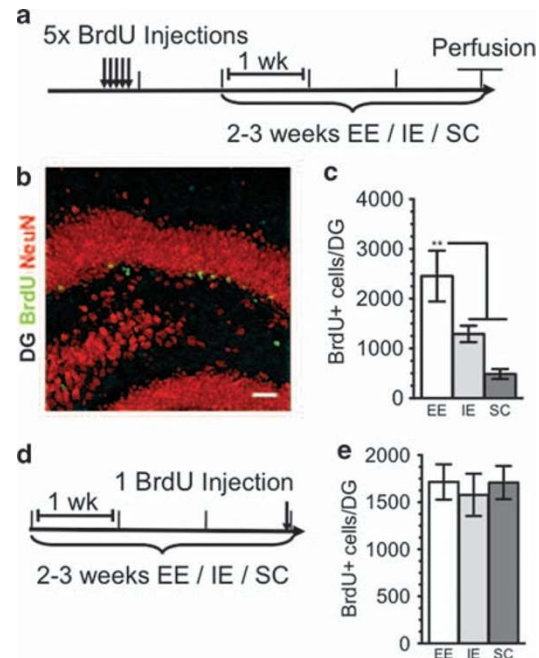 a
5x BrdU Injections
1 wk
Perfusion
2-3 weeks EE / IE / SC
b
DG BrdU NeuN
c
BrdU+ cells/DG
4000
3000
2000
1000
0
**
EE IE SC
d
1 wk
1 BrdU Injection
2-3 weeks EE / IE / SC
e
BrdU+ cells/DG
2000
1500
1000
500
0
EE IE SC